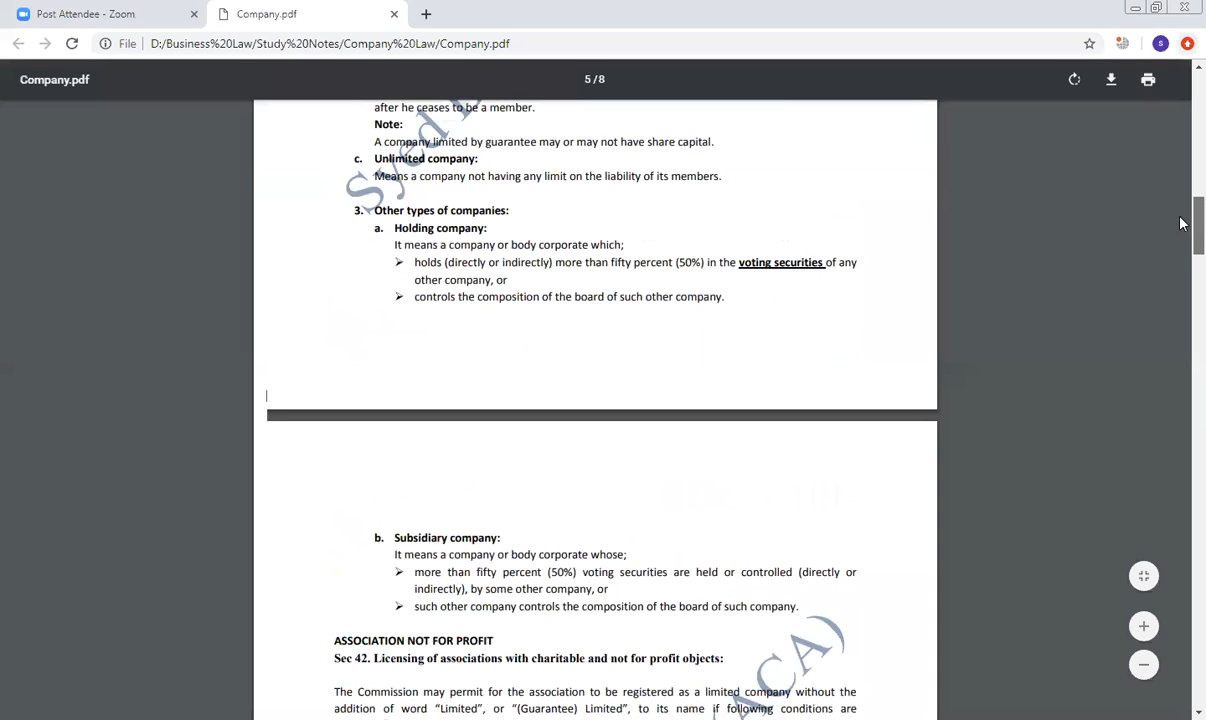 Post Attendee - Zoom
Company.pdf
File D:/Business%20Law/Study%20Notes/Company%20Law/Company.pdf
S
Company.pdf
5 / 8
after he ceases to be a member.
Note:
A company limited by guarantee may or may not have share capital.
c. Unlimited company:
Means a company not having any limit on the liability of its members.
3. Other types of companies:
a. Holding company:
It means a company or body corporate which;
holds (directly or indirectly) more than fifty percent (50%) in the voting securities of any
other company, or
controls the composition of the board of such other company.
Syed
b. Subsidiary company:
It means a company or body corporate whose;
more than fifty percent (50%) voting securities are held or controlled (directly or
indirectly), by some other company, or
such other company controls the composition of the board of such company.
ASSOCIATION NOT FOR PROFIT
Sec 42. Licensing of associations with charitable and not for profit objects:
The Commission may permit for the association to be registered as a limited company without the
addition of word “Limited”, or “(Guarantee) Limited”, to its name if following conditions are
ACA)